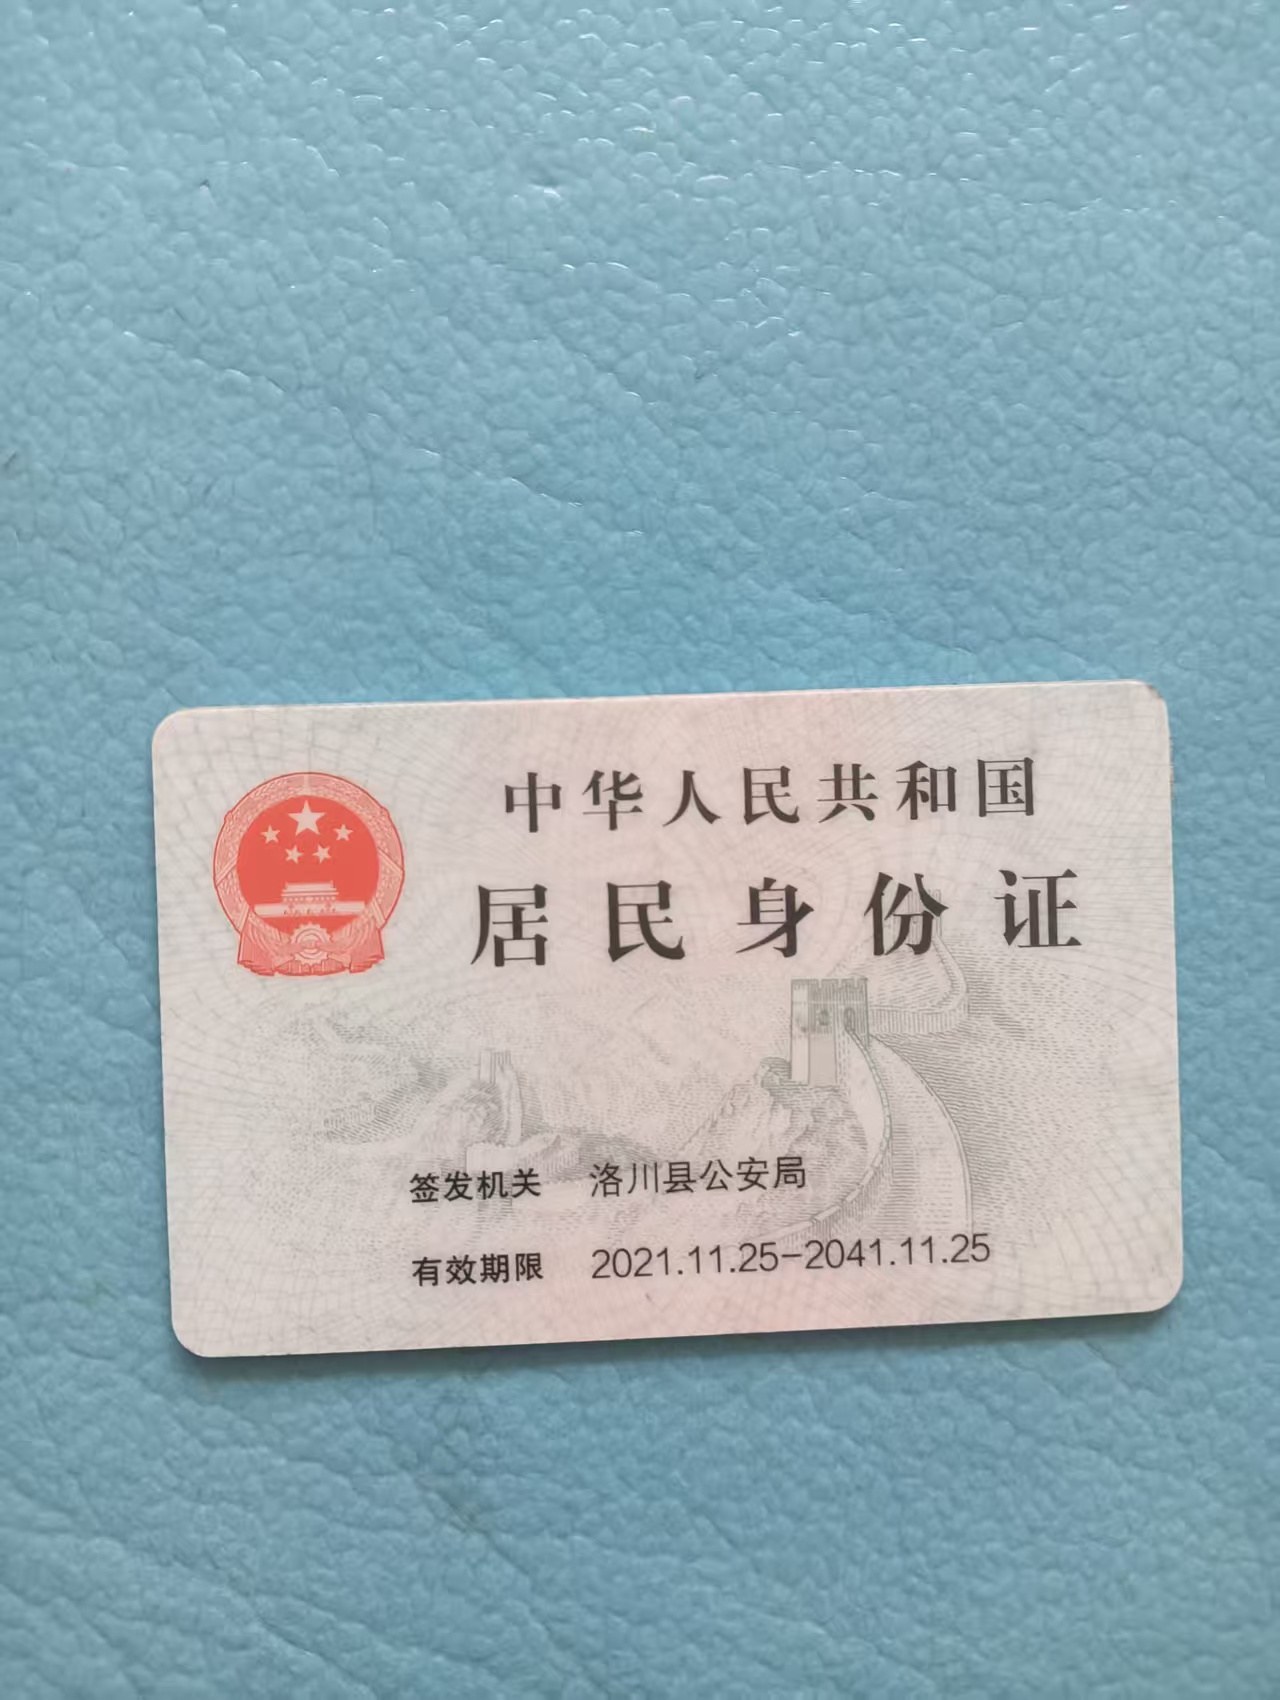 中华人民共和国
居民身份证
签发机关 洛川县公安局
有效期限 2021.11.25-2041.11.25